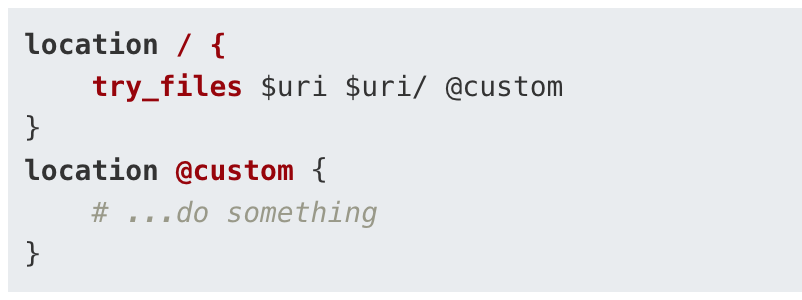 location / {
    try_files $uri $uri/ @custom
}
location @custom {
    # ...do something
}